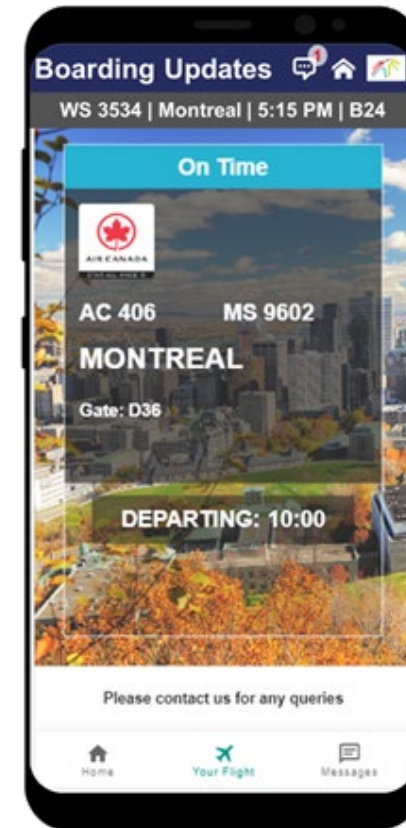 Boarding Updates 1
WS 3534 | Montreal | 5:15 PM | B24
On Time
AIR CANADA
AC 406 MS 9602
MONTREAL
Gate: D36
DEPARTING: 10:00
Please contact us for any queries
Home Your Flight Messages